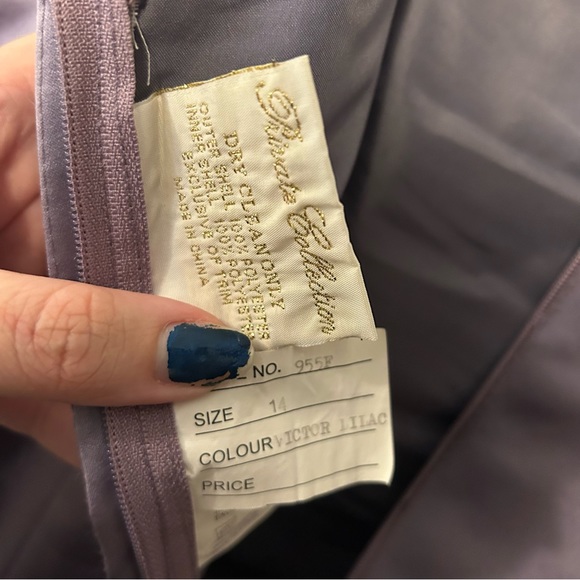 Private Collection
DRY CLEAN ONLY
OUTER SHELL 100% POLYESTER
INNER SHELL 100% POLYESTER
EXCLUSIVE OF TRIM
MADE IN CHINA
NO. 955F
SIZE 14
COLOUR VICTOR LILAC
PRICE